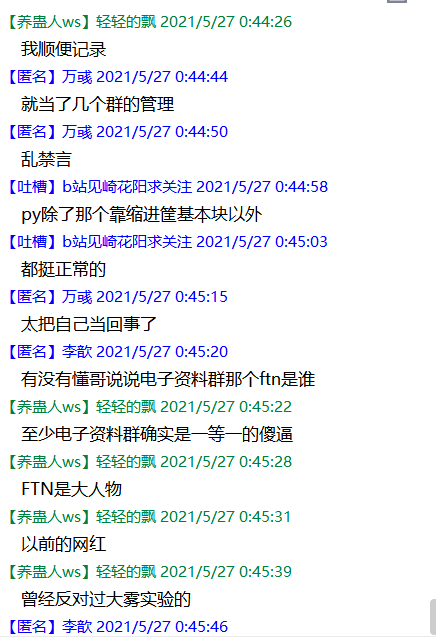 【养蛊人ws】轻轻的飘 2021/5/27 0:44:26
我顺便记录
【匿名】万彧 2021/5/27 0:44:44
就当了几个群的管理
【匿名】万彧 2021/5/27 0:44:50
乱禁言
【吐槽】b站见崎花阳求关注 2021/5/27 0:44:58
py除了那个靠缩进筐基本块以外
【吐槽】b站见崎花阳求关注 2021/5/27 0:45:03
都挺正常的
【匿名】万彧 2021/5/27 0:45:15
太把自己当回事了
【匿名】李歆 2021/5/27 0:45:20
有没有懂哥说说电子资料群那个ftn是谁
【养蛊人ws】轻轻的飘 2021/5/27 0:45:22
至少电子资料群确实是一等一的傻逼
【养蛊人ws】轻轻的飘 2021/5/27 0:45:28
FTN是大人物
【养蛊人ws】轻轻的飘 2021/5/27 0:45:31
以前的网红
【养蛊人ws】轻轻的飘 2021/5/27 0:45:39
曾经反对过大雾实验的
【匿名】李歆 2021/5/27 0:45:46